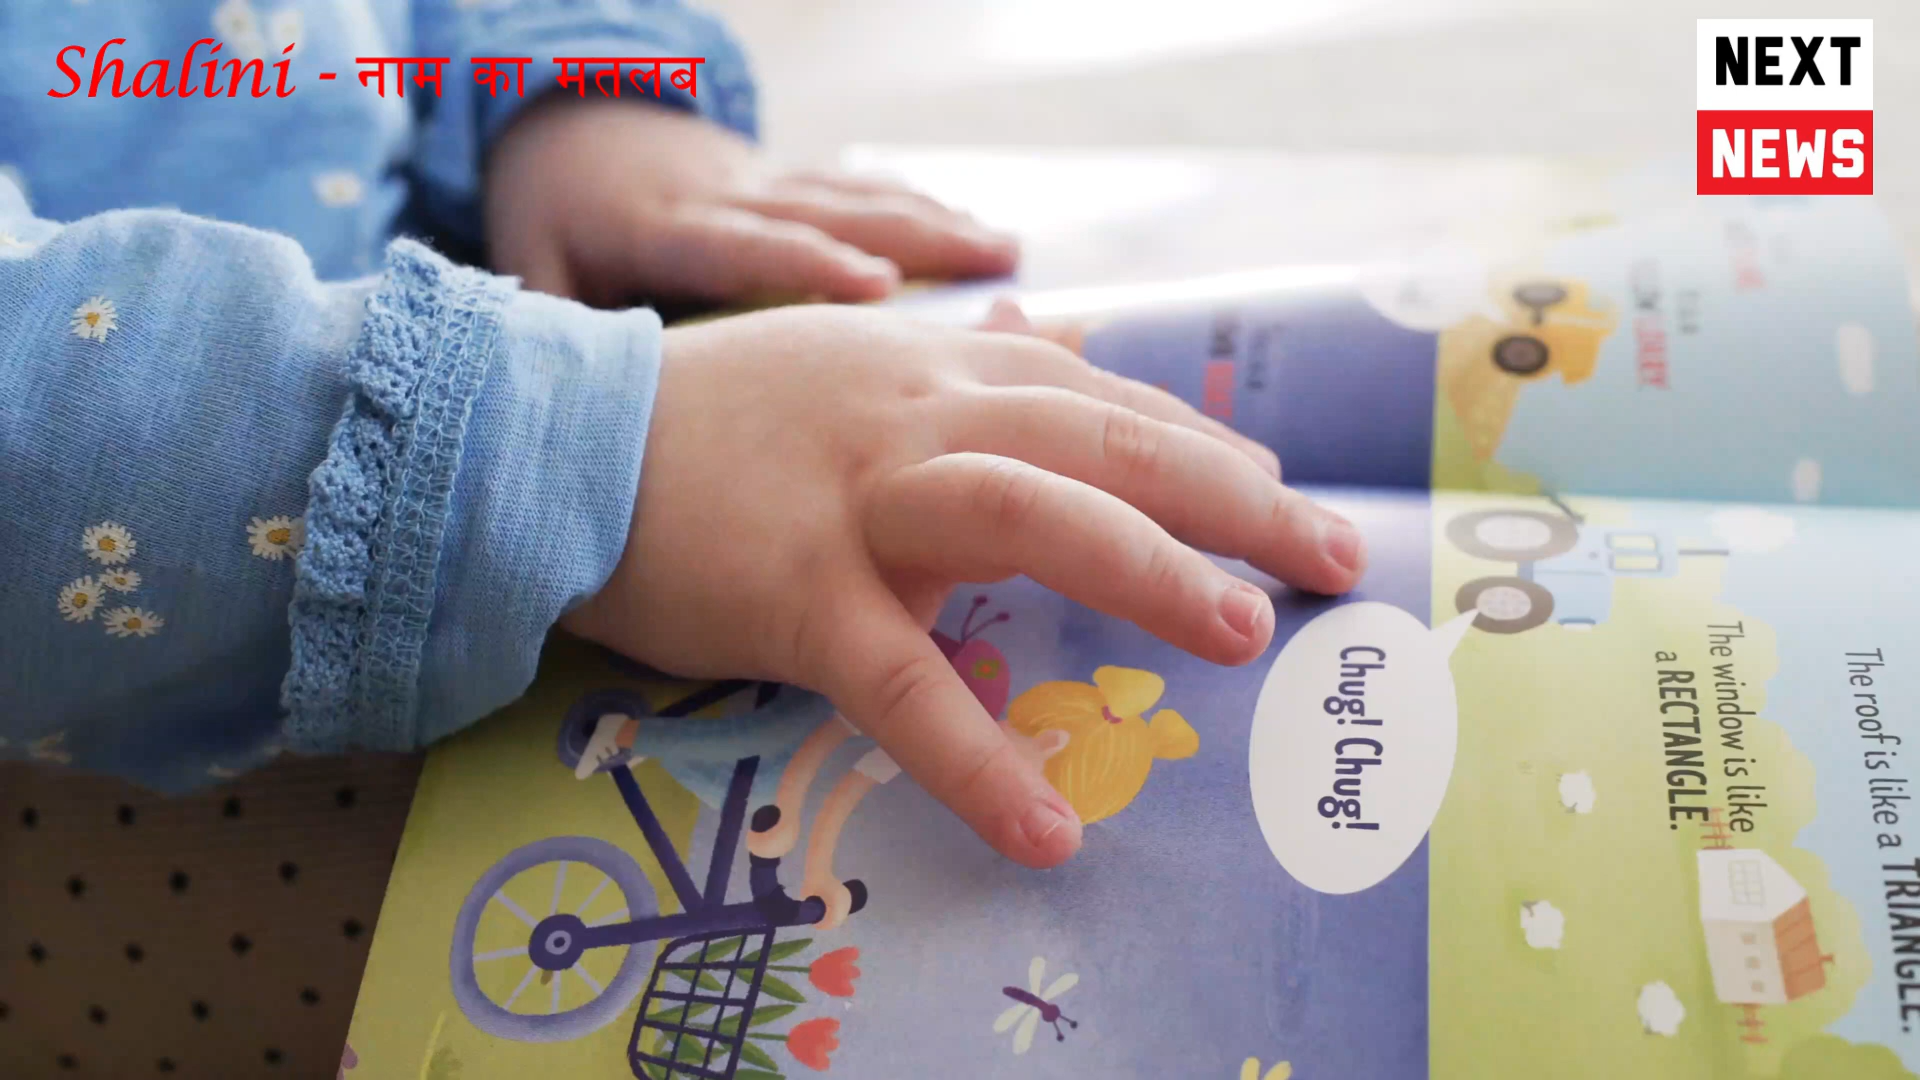 Shalini - नाम का मतलब
NEXT
NEWS
Chug! Chug!
The window is like
a RECTANGLE.
The roof is like a TRIANGLE.